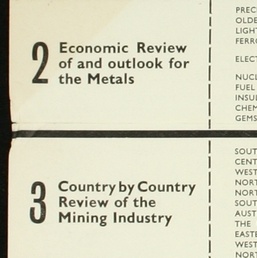 PREC
OLDE
LIGHT
FERRO
ELECT
NUCL
FUEL
INSUL
CHEM
GEMS
2 Economic Review
of and outlook for
the Metals
SOUT
CENT
WEST
NORT
NORT
SOUT
AUST
THE
EASTE
WEST
NORT
3 Country by Country
Review of the
Mining Industry